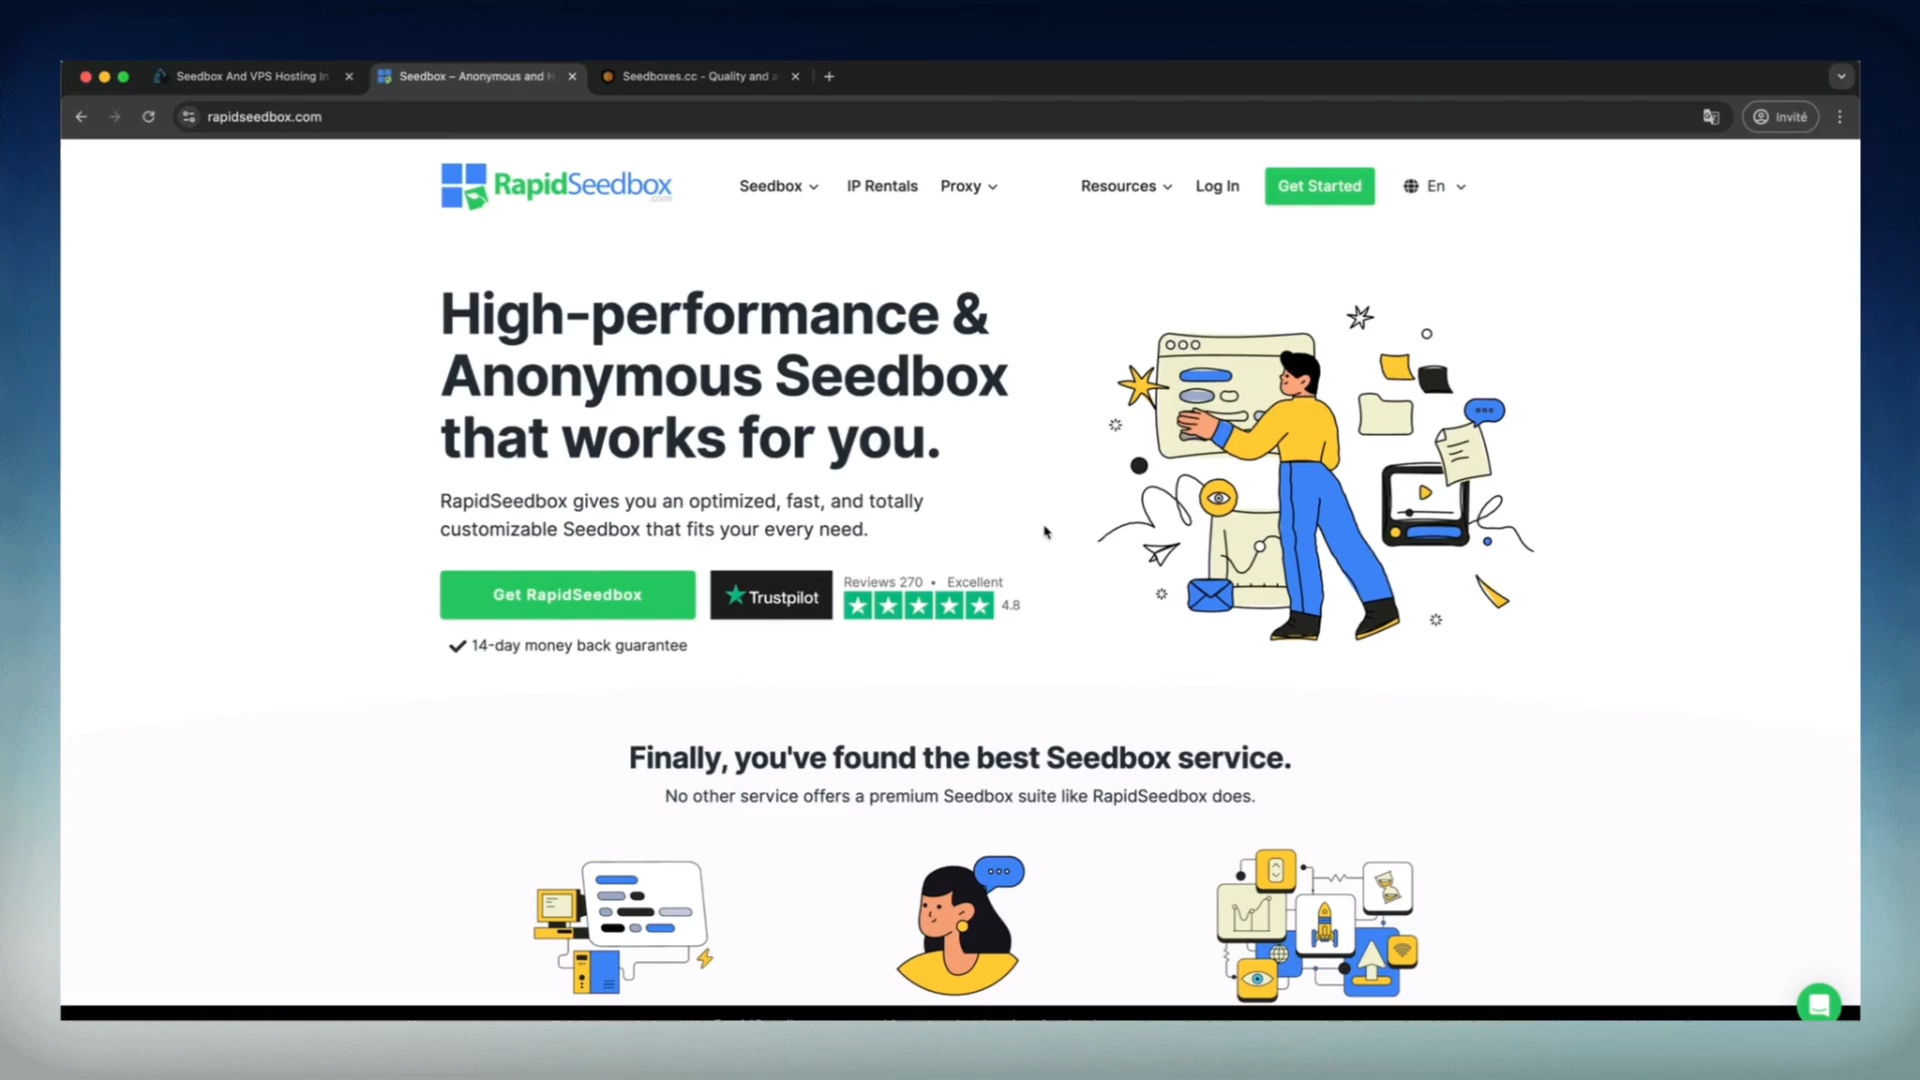 Seedbox And VPS Hosting In
Seedbox – Anonymous and H
Seedboxes.cc - Quality and a
rapidseedbox.com
Invité
RapidSeedbox
.com
Seedbox
IP Rentals
Proxy
Resources
Log In
Get Started
En
High-performance &
Anonymous Seedbox
that works for you.
RapidSeedbox gives you an optimized, fast, and totally
customizable Seedbox that fits your every need.
Get RapidSeedbox
Trustpilot
Reviews 270 • Excellent
4.8
14-day money back guarantee
Finally, you've found the best Seedbox service.
No other service offers a premium Seedbox suite like RapidSeedbox does.